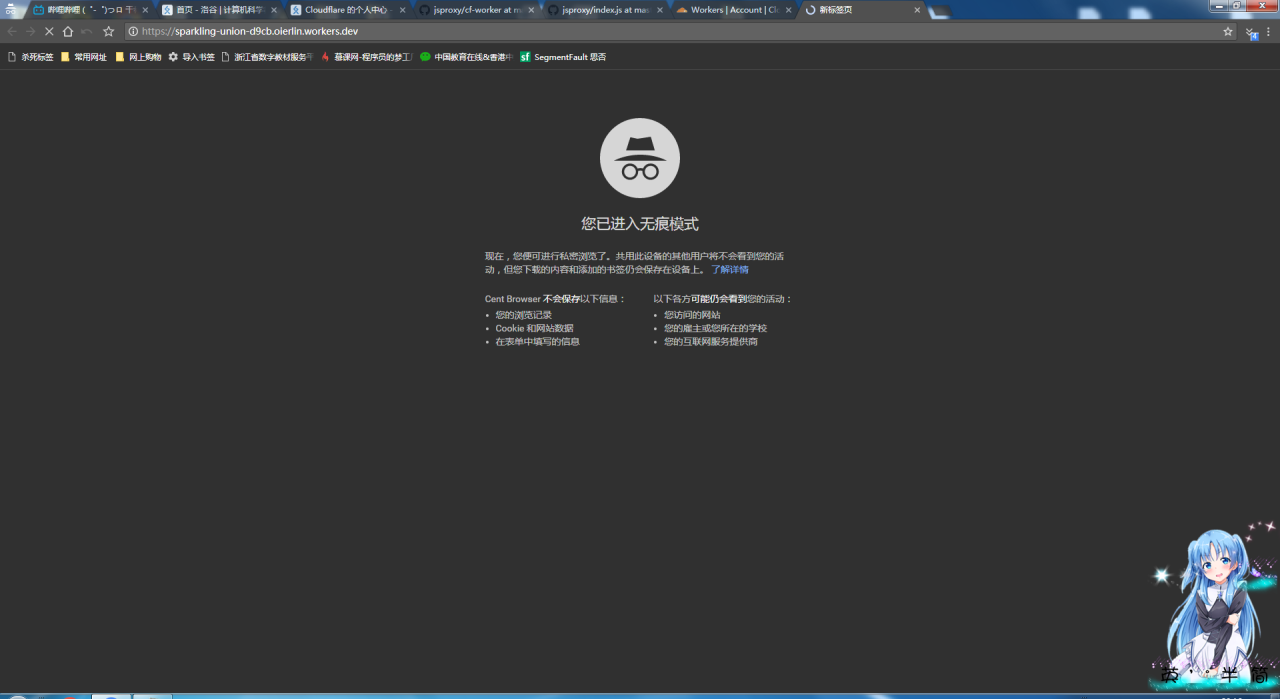 哔哩哔哩 ( ゜- ゜)つロ 干
首页 - 洛谷 | 计算机科学
Cloudflare 的个人中心
jsproxy/cf-worker at m
jsproxy/index.js at mas
Workers | Account | Cl
新标签页
https://sparkling-union-d9cb.oierlin.workers.dev
杀死标签
常用网址
网上购物
导入书签
浙江省数字教材服务平
慕课网-程序员的梦工
中国教育在线&香港中
sf SegmentFault 思否
您已进入无痕模式
现在，您便可进行私密浏览了。共用此设备的其他用户将不会看到您的活
动，但您下载的内容和添加的书签仍会保存在设备上。 了解详情
Cent Browser 不会保存以下信息：
• 您的浏览记录
• Cookie 和网站数据
• 在表单中填写的信息
以下各方可能仍会看到您的活动：
• 您访问的网站
• 您的雇主或您所在的学校
• 您的互联网服务提供商
英 ' 半 简